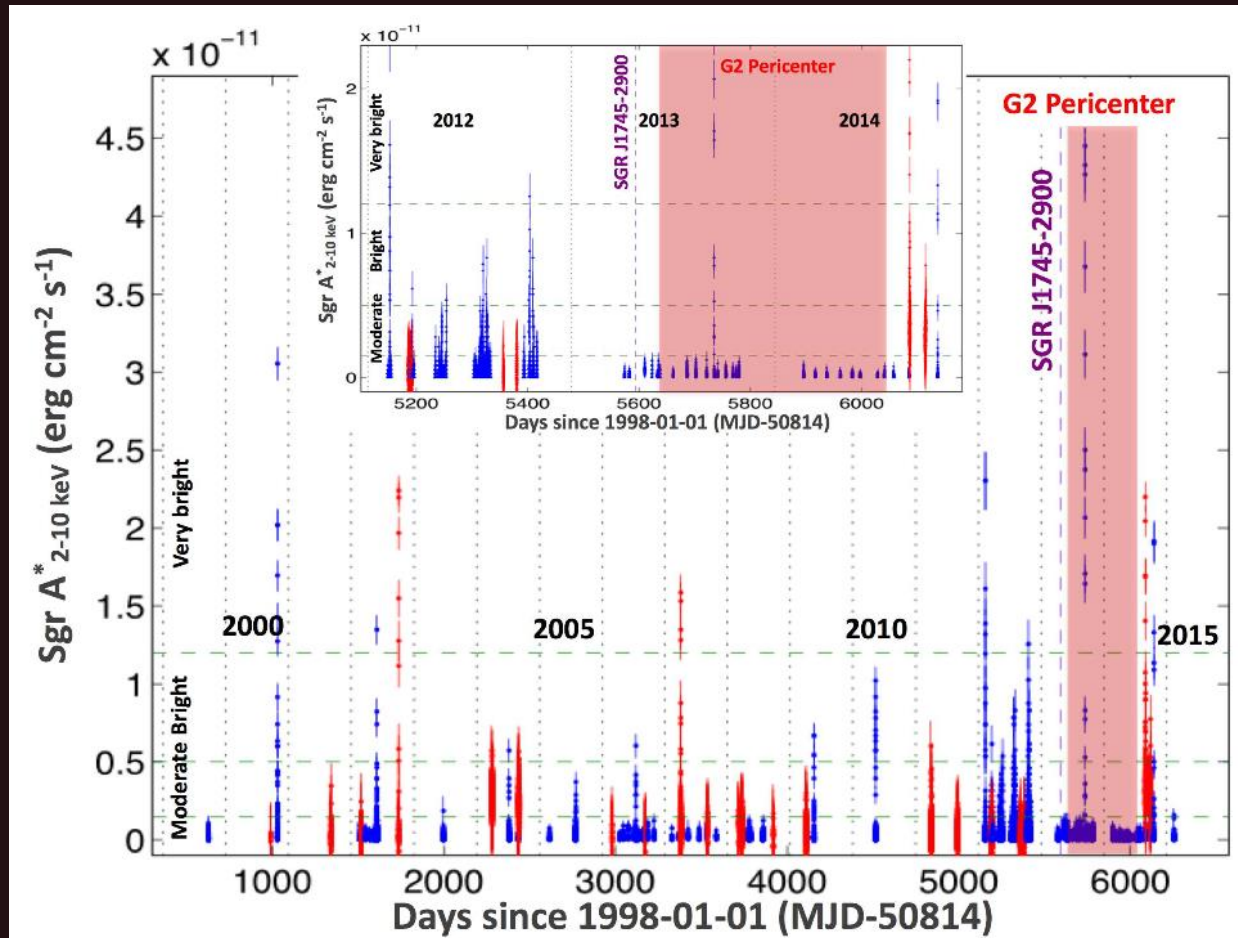 x 10⁻¹¹
4.5
4
3.5
3
2.5
2
1.5
1
0.5
0
Sgr A*2-10 keV (erg cm⁻² s⁻¹)
Very bright
Bright
Moderate
2000
2005
2010
2015
SGR J1745-2900
G2 Pericenter
1000
2000
3000
4000
5000
6000
Days since 1998-01-01 (MJD-50814)
x 10⁻¹¹
2
1
0
Sgr A*2-10 keV (erg cm⁻² s⁻¹)
Very bright
Bright
Moderate
2012
2013
2014
SGR J1745-2900
G2 Pericenter
5200
5400
5600
5800
6000
Days since 1998-01-01 (MJD-50814)